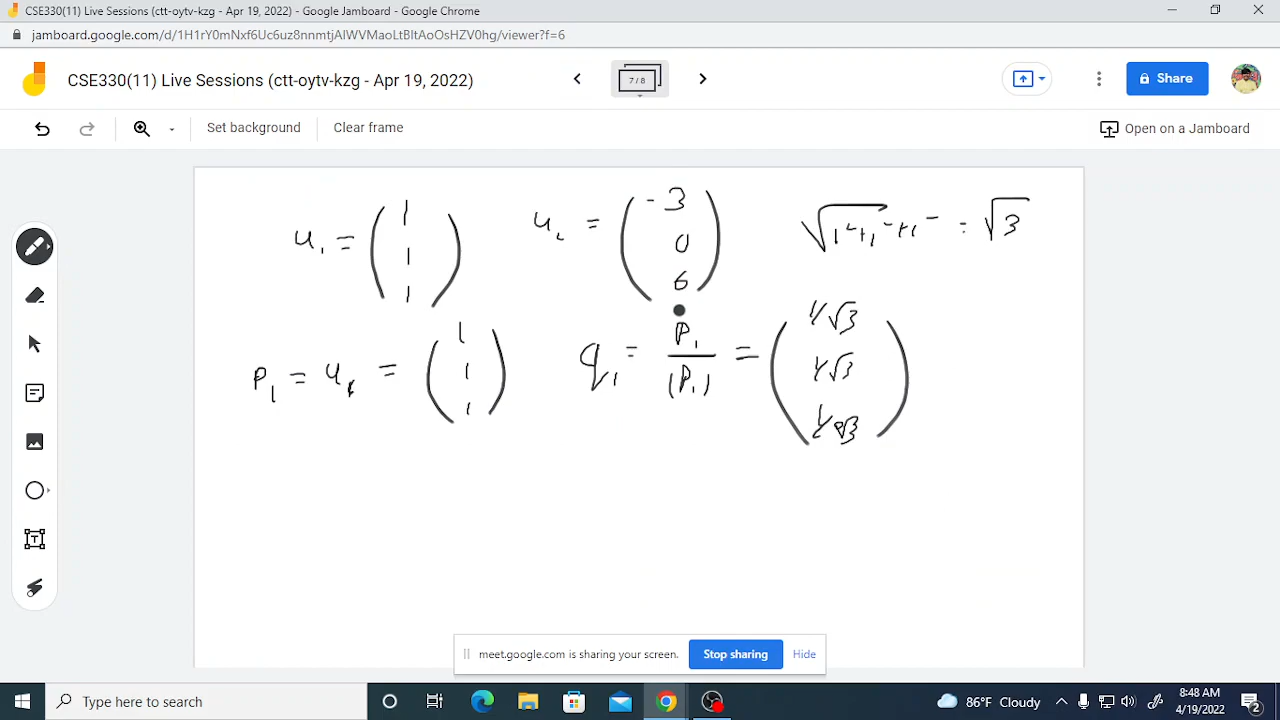 CSE330(11) Live Sessions (ctt-oytv-kzg - Apr 19, 2022) - Google Jamboard - Google Chrome
jamboard.google.com/d/1H1rY0mNxf6Uc6uz8nnmtjAIWVMaoLtBltAoOsHZV0hg/viewer?f=6
CSE330(11) Live Sessions (ctt-oytv-kzg - Apr 19, 2022)
7 / 8
Share
Set background
Clear frame
Open on a Jamboard
u₁ = (1 1 1)
u₂ = (-3 0 6)
√1²+1²+1² = √3
p₁ = u₁ = (1 1 1)
q₁ = p₁/|p₁| = (1/√3 1/√3 1/√3)
meet.google.com is sharing your screen.
Stop sharing
Hide
Type here to search
86°F Cloudy
8:48 AM
4/19/2022
2